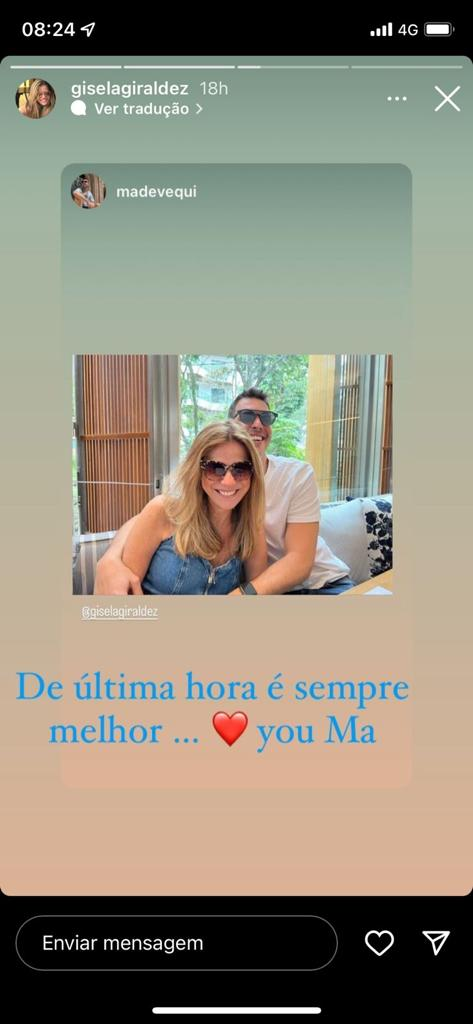 08:24
4G
giselagiraldez 18h
Ver tradução
madevequi
@giselagiraldez
De última hora é sempre
melhor ... ❤️ you Ma
Enviar mensagem